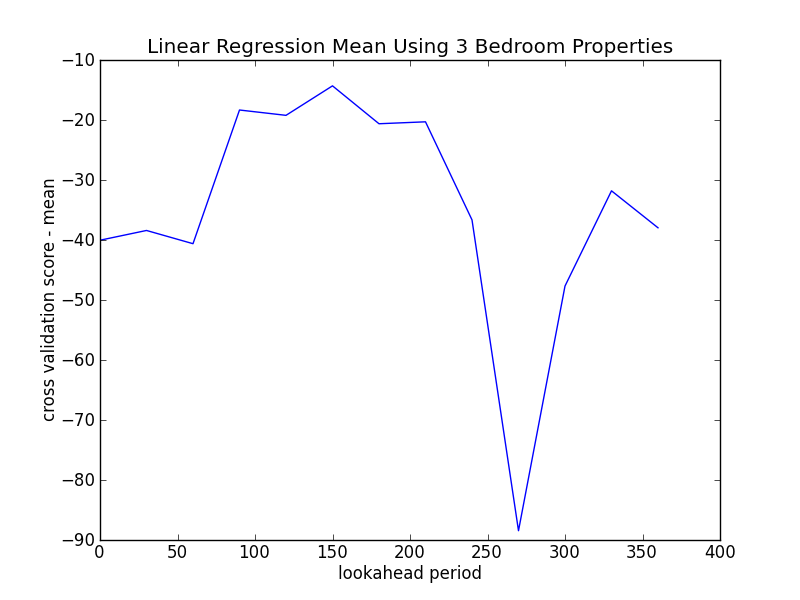 Linear Regression Mean Using 3 Bedroom Properties
−10
−20
−30
−40
−50
−60
−70
−80
−90
cross validation score - mean
0 50 100 150 200 250 300 350 400
lookahead period